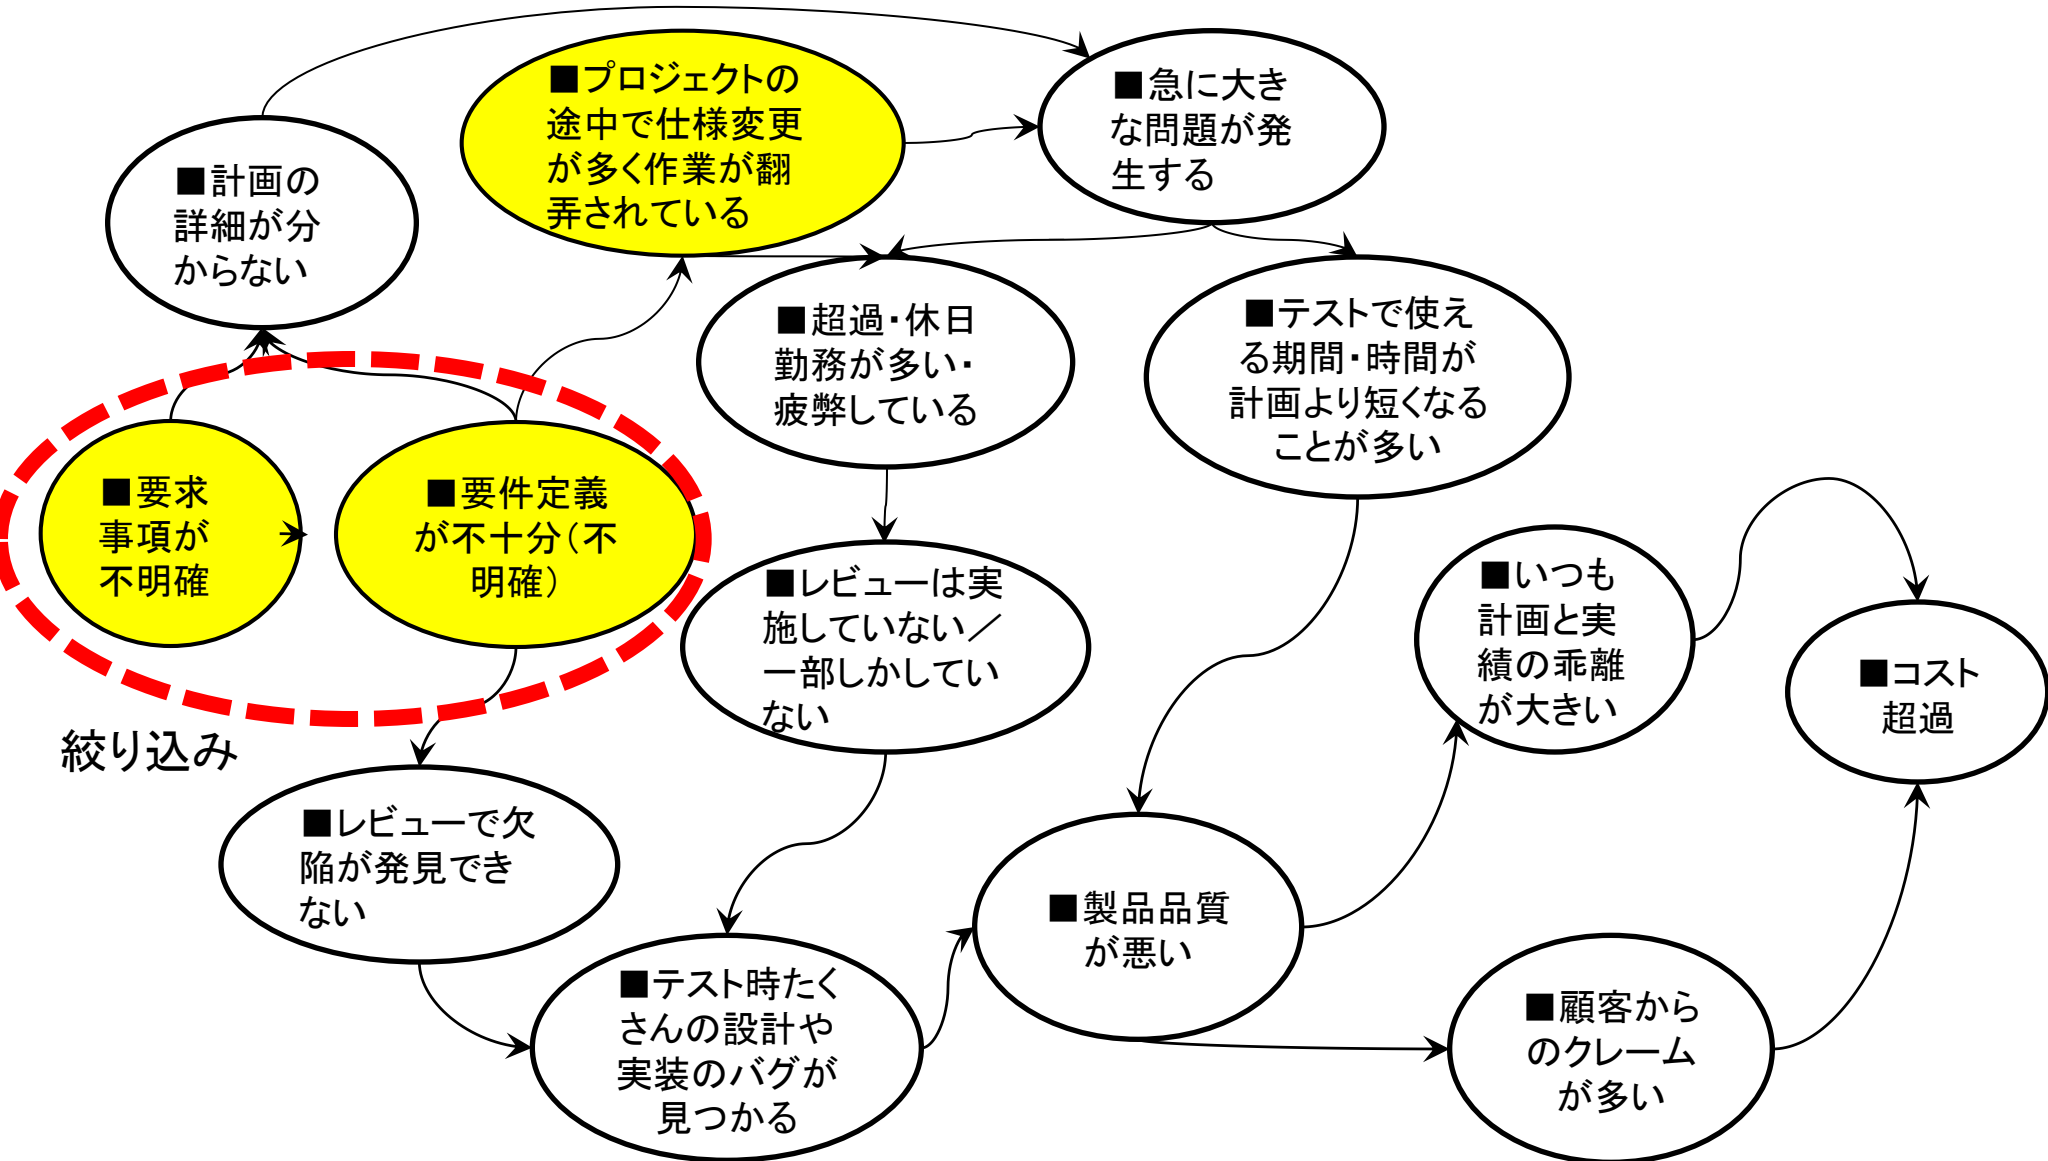 ■プロジェクトの
途中で仕様変更
が多く作業が翻
弄されている
■急に大き
な問題が発
生する
■計画の
詳細が分
からない
■超過・休日
勤務が多い・
疲弊している
■テストで使え
る期間・時間が
計画より短くなる
ことが多い
■要求
事項が
不明確
■要件定義
が不十分(不
明確)
■レビューは実
施していない／
一部しかしてい
ない
■いつも
計画と実
績の乖離
が大きい
■コスト
超過
絞り込み
■レビューで欠
陥が発見でき
ない
■製品品質
が悪い
■テスト時たく
さんの設計や
実装のバグが
見つかる
■顧客から
のクレーム
が多い